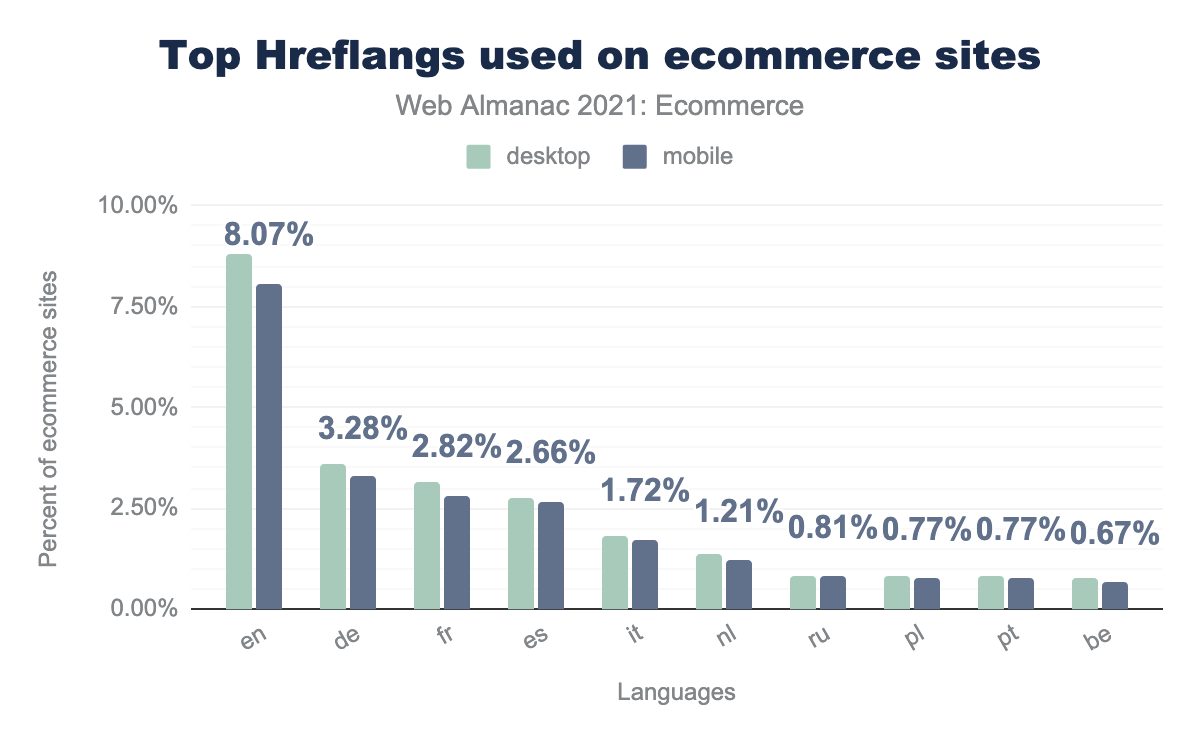 Top Hreflangs used on ecommerce sites
Web Almanac 2021: Ecommerce
desktop mobile
Percent of ecommerce sites
10.00%
7.50%
5.00%
2.50%
0.00%
8.07%
3.28%
2.82%
2.66%
1.72%
1.21%
0.81%
0.77%
0.77%
0.67%
en de fr es it nl ru pl pt be
Languages